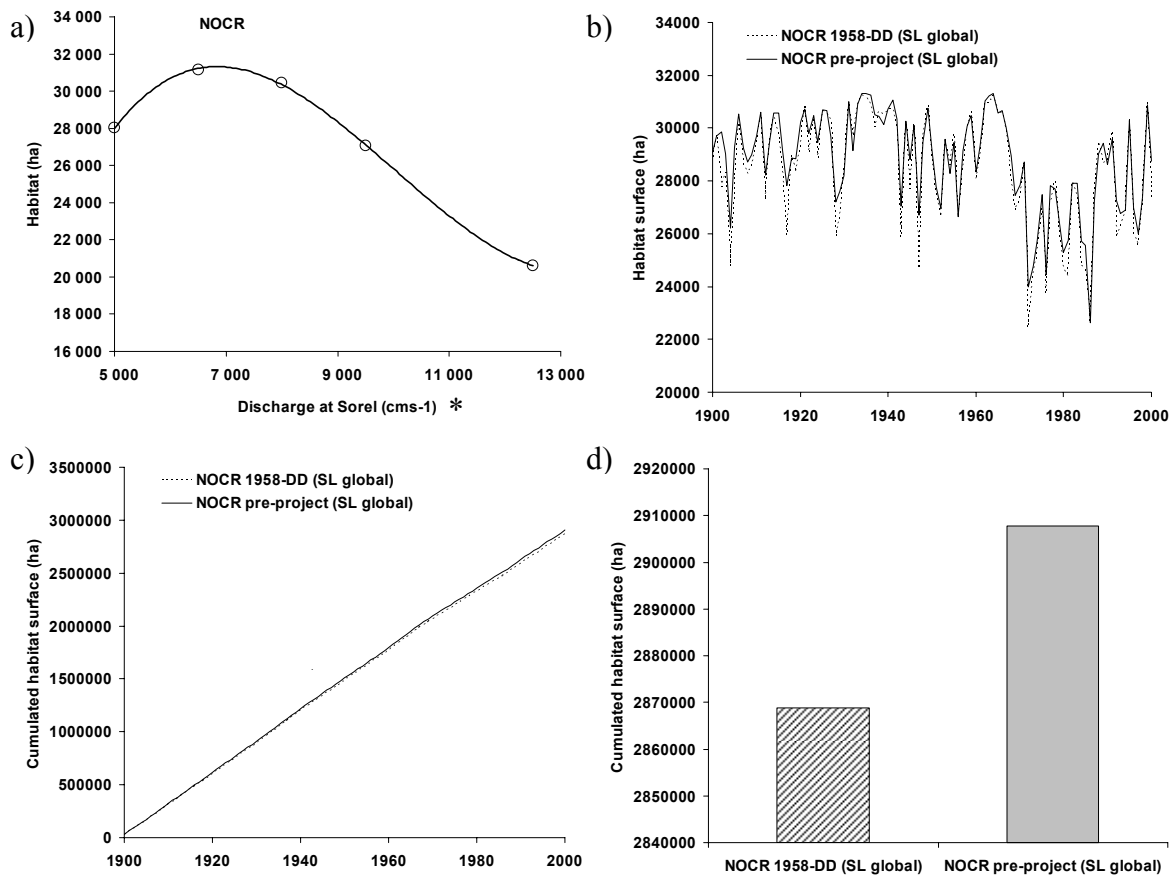 a)
NOCR
34 000
32 000
30 000
28 000
26 000
24 000
22 000
20 000
18 000
16 000
Habitat (ha)
5 000 7 000 9 000 11 000 13 000
Discharge at Sorel (cms-1) *
b)
NOCR 1958-DD (SL global)
NOCR pre-project (SL global)
34000
32000
30000
28000
26000
24000
22000
20000
Habitat surface (ha)
1900 1920 1940 1960 1980 2000
c)
NOCR 1958-DD (SL global)
NOCR pre-project (SL global)
3500000
3000000
2500000
2000000
1500000
1000000
500000
0
Cumulated habitat surface (ha)
1900 1920 1940 1960 1980 2000
d)
2920000
2910000
2900000
2890000
2880000
2870000
2860000
2850000
2840000
Cumulated habitat surface (ha)
NOCR 1958-DD (SL global) NOCR pre-project (SL global)